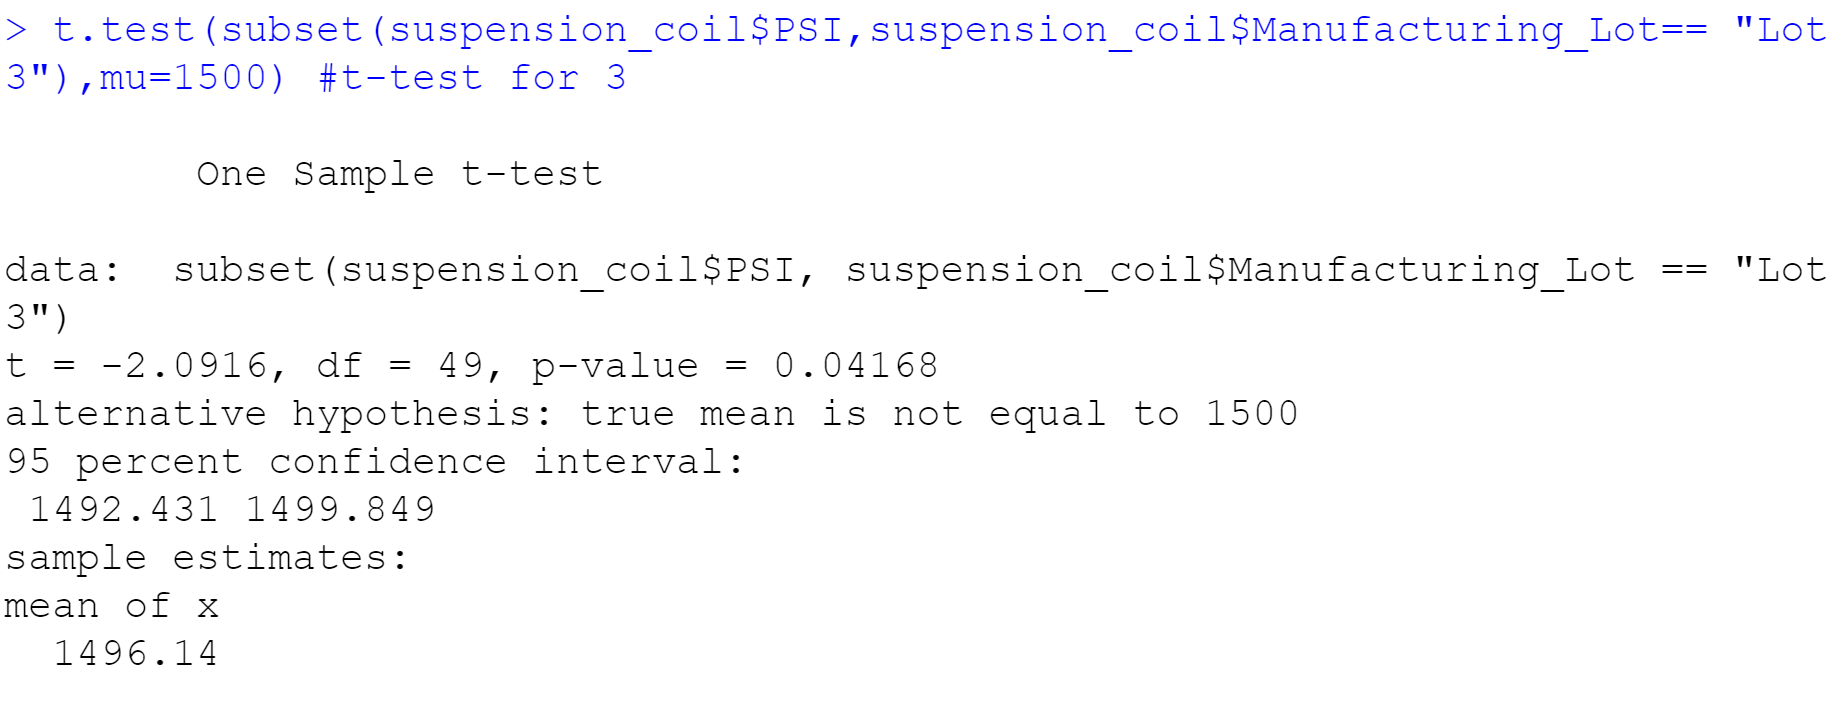 > t.test(subset(suspension_coil$PSI,suspension_coil$Manufacturing_Lot== "Lot
3"),mu=1500) #t-test for 3
One Sample t-test
data:  subset(suspension_coil$PSI, suspension_coil$Manufacturing_Lot == "Lot
3")
t = -2.0916, df = 49, p-value = 0.04168
alternative hypothesis: true mean is not equal to 1500
95 percent confidence interval:
1492.431 1499.849
sample estimates:
mean of x
1496.14